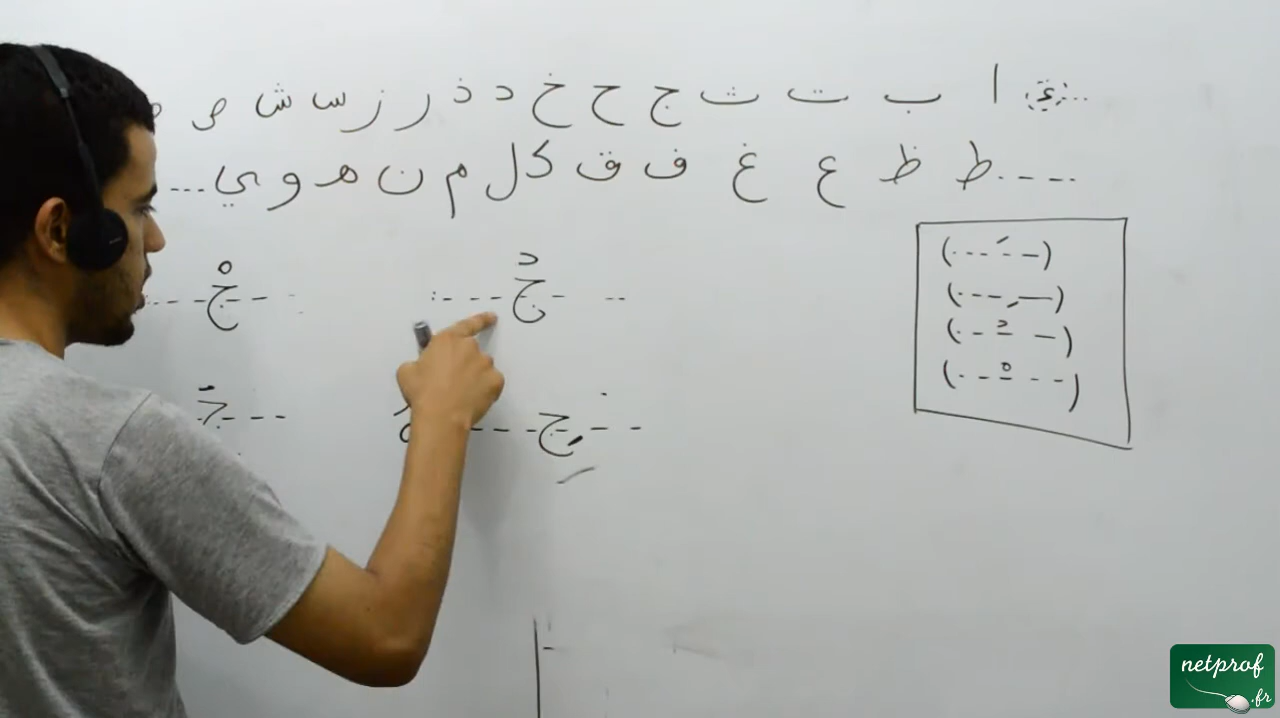 ا ب ت ث ج ح خ د ذ ر ز س ش ص
ط ظ ع غ ف ق ك ل م ن ه و ي ...
(...َ)
(...ِ)
(...ُ)
(...ْ)
جُ
جْ
جِ
جَ
netprof
.fr